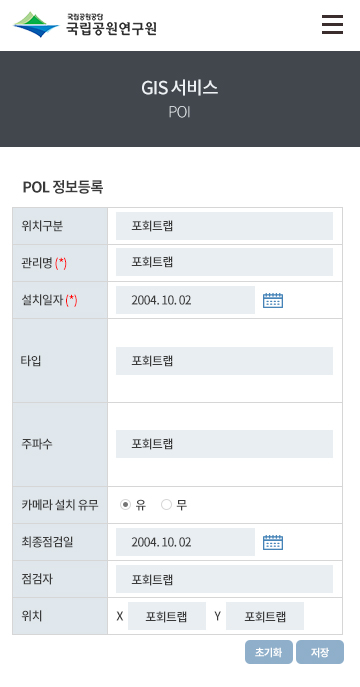 국립공원공단
국립공원연구원
GIS 서비스
POI
POL 정보등록
위치구분 포회트랩
관리명 (*) 포회트랩
설치일자 (*) 2004. 10. 02
타입 포회트랩
주파수 포회트랩
카메라 설치 유무 유 무
최종점검일 2004. 10. 02
점검자 포회트랩
위치 X 포회트랩 Y 포회트랩
초기화 저장